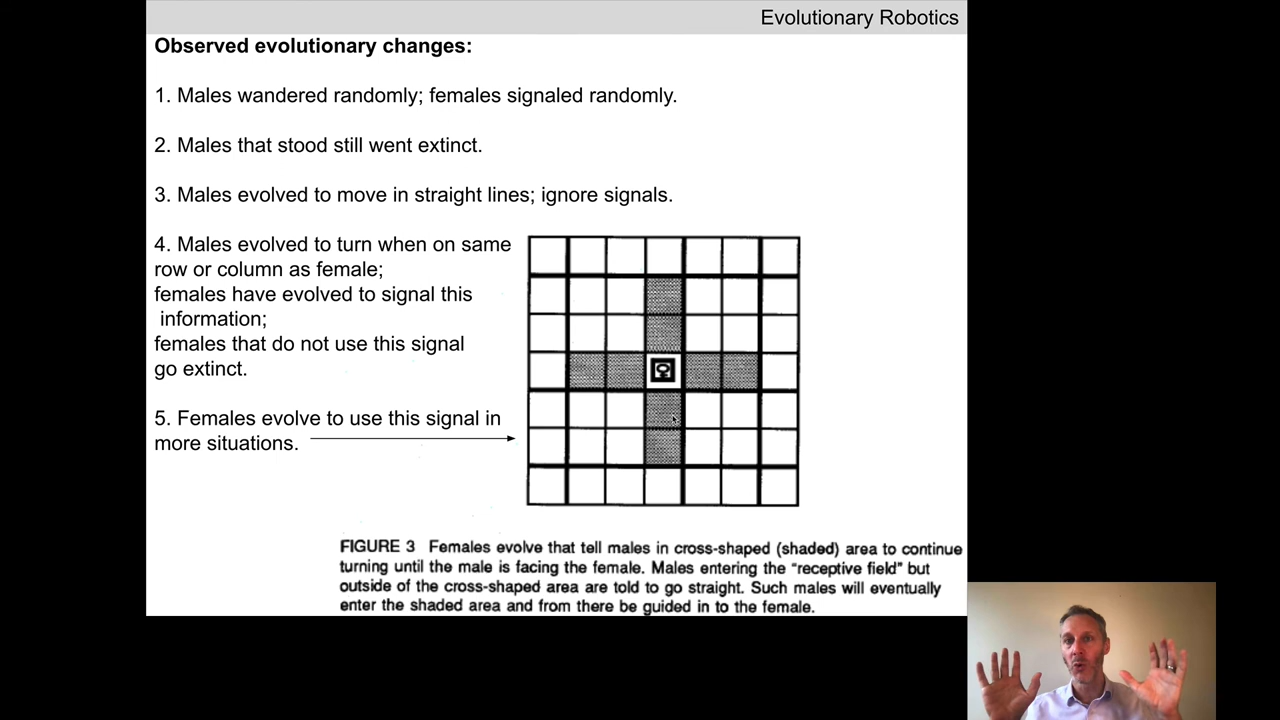 Evolutionary Robotics
Observed evolutionary changes:
1. Males wandered randomly; females signaled randomly.
2. Males that stood still went extinct.
3. Males evolved to move in straight lines; ignore signals.
4. Males evolved to turn when on same
row or column as female;
females have evolved to signal this
information;
females that do not use this signal
go extinct.
5. Females evolve to use this signal in
more situations.
FIGURE 3 Females evolve that tell males in cross-shaped (shaded) area to continue
turning until the male is facing the female. Males entering the “receptive field” but
outside of the cross-shaped area are told to go straight. Such males will eventually
enter the shaded area and from there be guided in to the female.